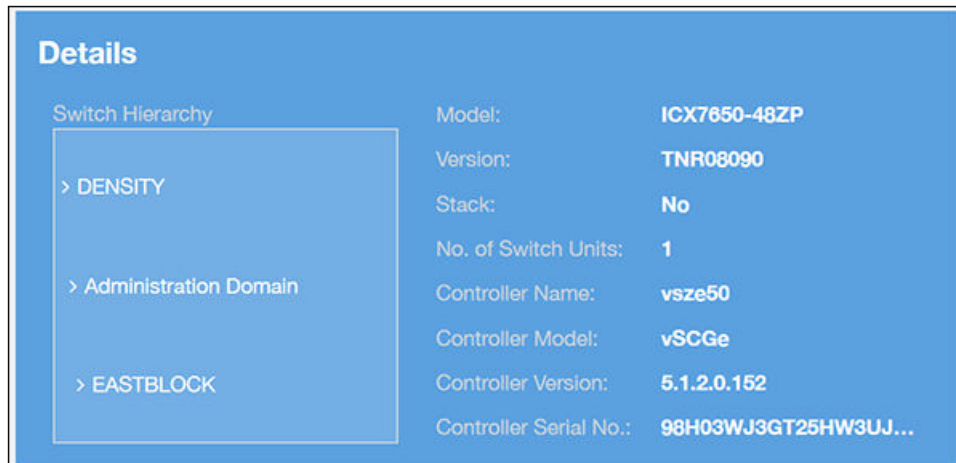 Details
Switch Hierarchy
> DENSITY
> Administration Domain
> EASTBLOCK
Model: ICX7650-48ZP
Version: TNR08090
Stack: No
No. of Switch Units: 1
Controller Name: vsze50
Controller Model: vSCGe
Controller Version: 5.1.2.0.152
Controller Serial No.: 98H03WJ3GT25HW3UJ...